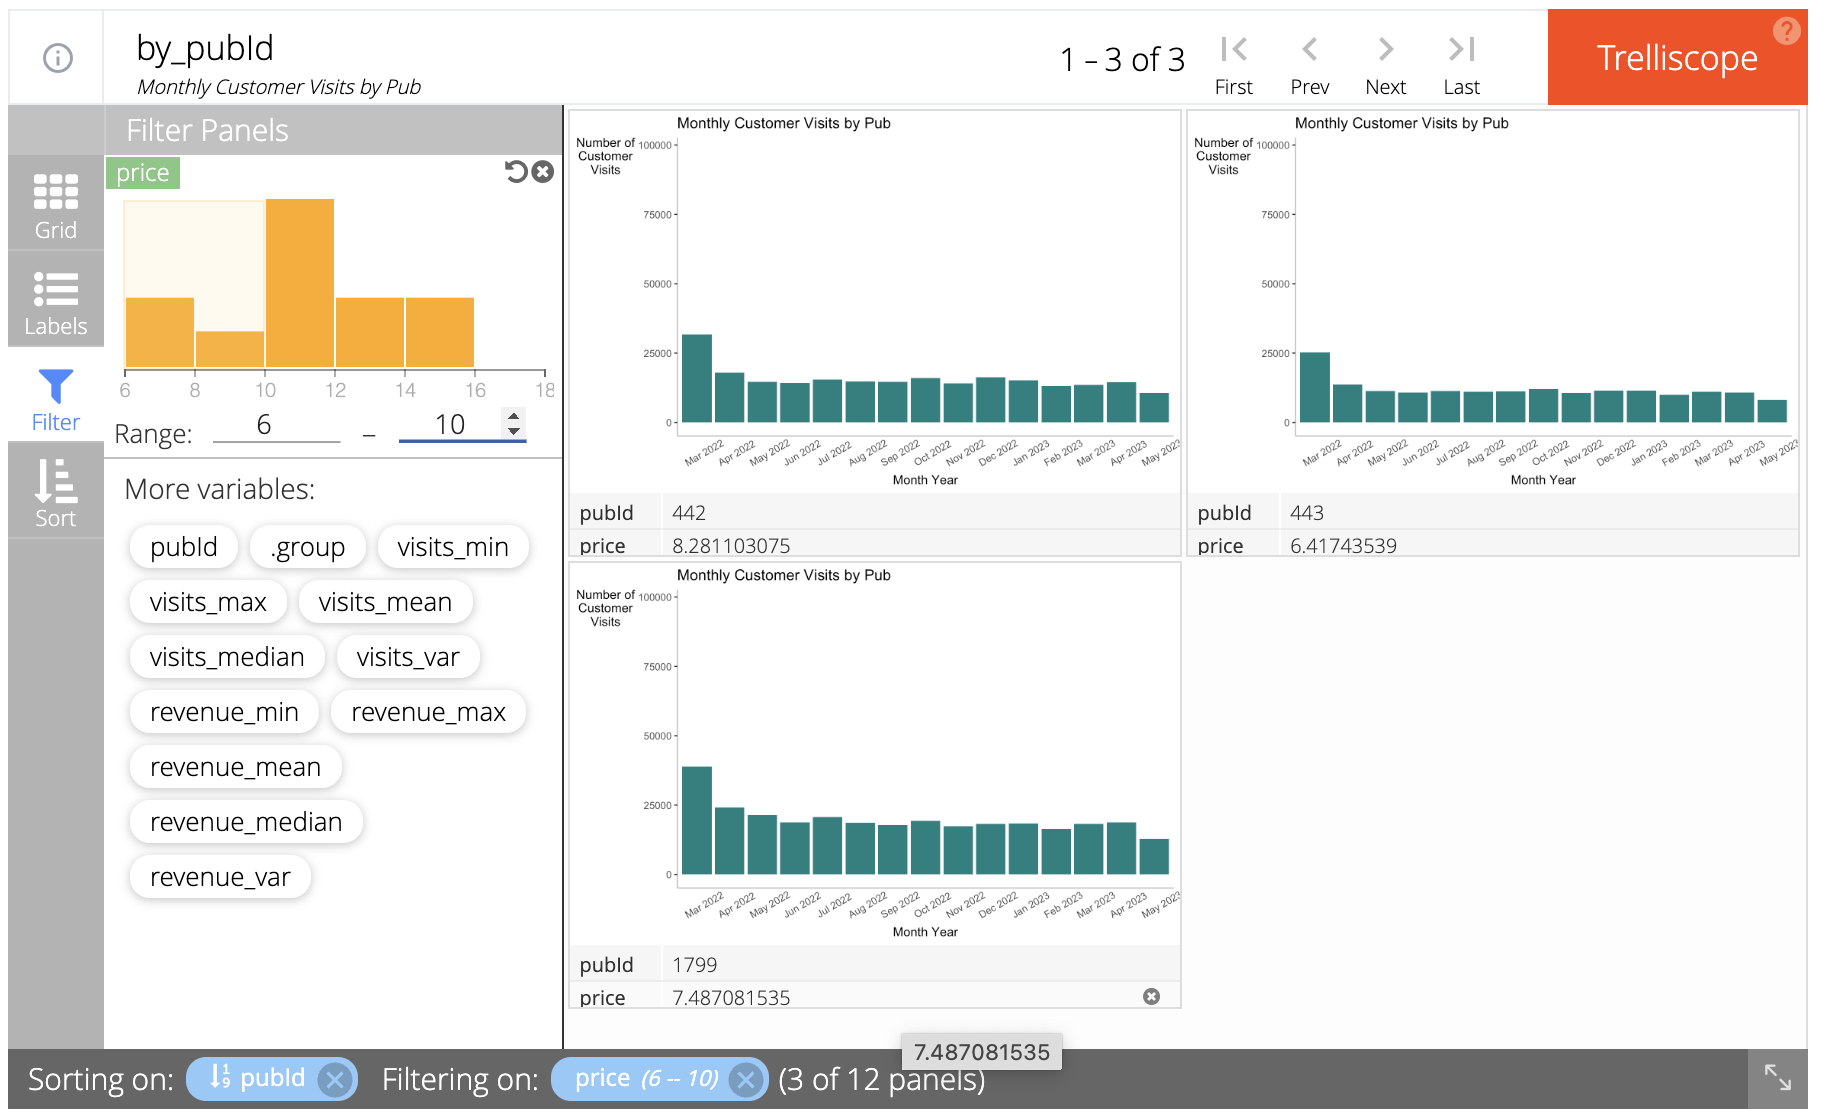 by_pubId
Monthly Customer Visits by Pub
1 - 3 of 3
First Prev Next Last
Trelliscope
?
Filter Panels
price
6 8 10 12 14 16 18
Range: 6 – 10
More variables:
pubId .group visits_min
visits_max visits_mean
visits_median visits_var
revenue_min revenue_max
revenue_mean
revenue_median
revenue_var
Grid
Labels
Filter
Sort
Monthly Customer Visits by Pub
Number of
Customer
Visits
100000
75000
50000
25000
0
Mar 2022 Apr 2022 May 2022 Jun 2022 Jul 2022 Aug 2022 Sep 2022 Oct 2022 Nov 2022 Dec 2022 Jan 2023 Feb 2023 Mar 2023 Apr 2023 May 2023
Month Year
pubId 442
price 8.281103075
Monthly Customer Visits by Pub
Number of
Customer
Visits
100000
75000
50000
25000
0
Mar 2022 Apr 2022 May 2022 Jun 2022 Jul 2022 Aug 2022 Sep 2022 Oct 2022 Nov 2022 Dec 2022 Jan 2023 Feb 2023 Mar 2023 Apr 2023 May 2023
Month Year
pubId 443
price 6.41743539
Monthly Customer Visits by Pub
Number of
Customer
Visits
100000
75000
50000
25000
0
Mar 2022 Apr 2022 May 2022 Jun 2022 Jul 2022 Aug 2022 Sep 2022 Oct 2022 Nov 2022 Dec 2022 Jan 2023 Feb 2023 Mar 2023 Apr 2023 May 2023
Month Year
pubId 1799
price 7.487081535
7.487081535
Sorting on: 1 9 pubId Filtering on: price (6 -- 10) (3 of 12 panels)